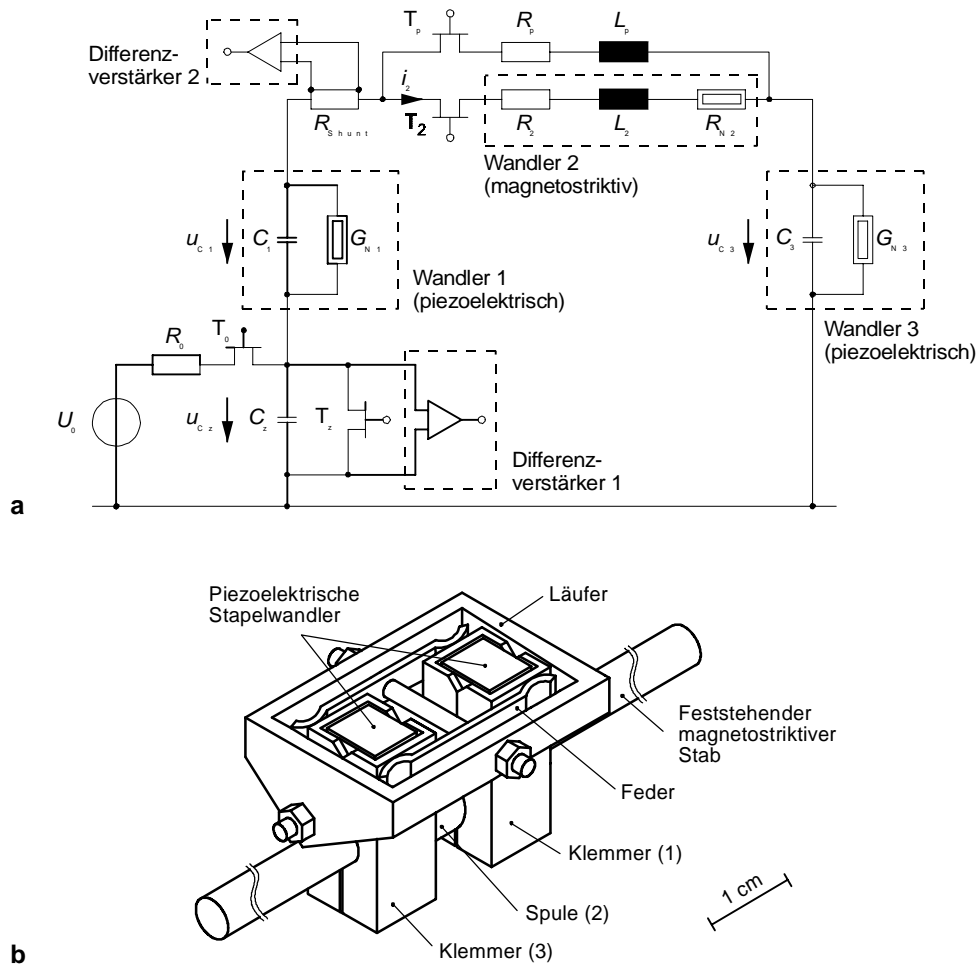 Differenz-
verstärker 2
T_p
R_p
L_p
i_2
R_Shunt
T_2
R_2
L_2
R_N2
Wandler 2
(magnetostriktiv)
u_C1
C_1
G_N1
u_C3
C_3
G_N3
Wandler 1
(piezoelektrisch)
Wandler 3
(piezoelektrisch)
R_0
T_0
U_0
u_Cz
C_z
T_z
Differenz-
verstärker 1
a
Piezoelektrische
Stapelwandler
Läufer
Feststehender
magnetostriktiver
Stab
Feder
Klemmer (1)
1 cm
Spule (2)
Klemmer (3)
b